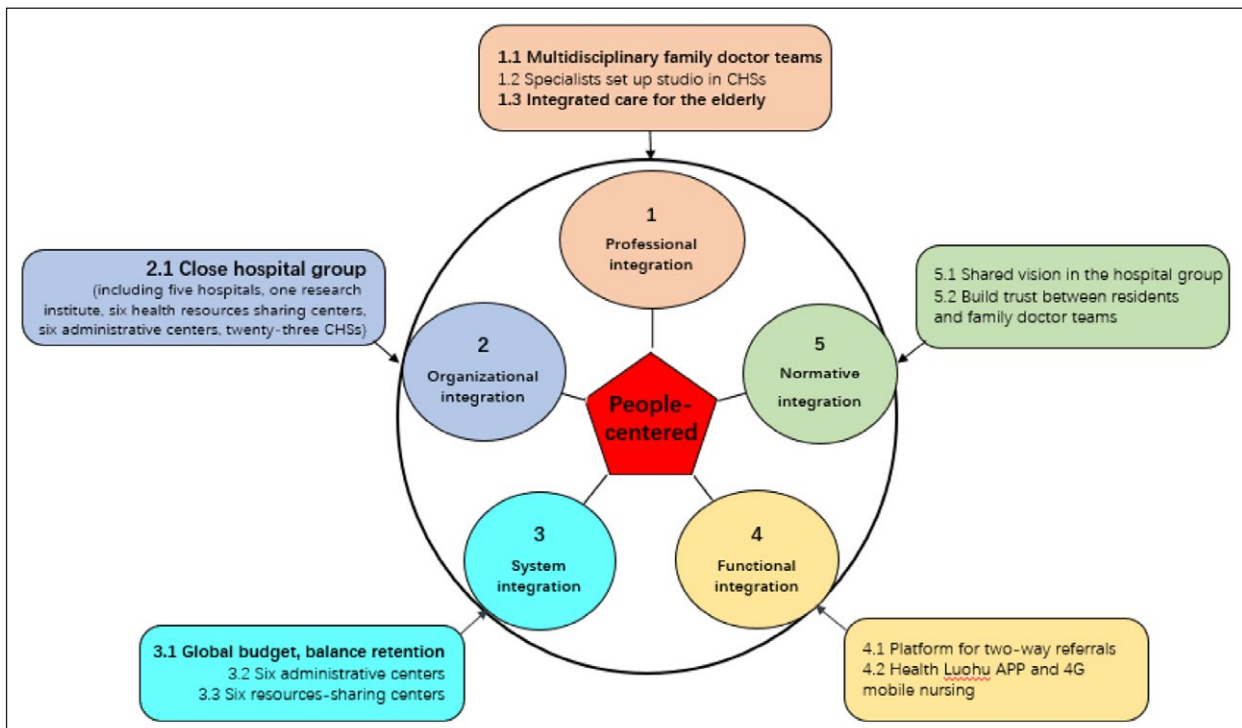 1.1 Multidisciplinary family doctor teams
1.2 Specialists set up studio in CHSs
1.3 Integrated care for the elderly
1
Professional
integration
2.1 Close hospital group
(including five hospitals, one research
institute, six health resources sharing centers,
six administrative centers, twenty-three CHSs)
2
Organizational
integration
5.1 Shared vision in the hospital group
5.2 Build trust between residents
and family doctor teams
5
Normative
integration
People-
centered
3
System
integration
4
Functional
integration
3.1 Global budget, balance retention
3.2 Six administrative centers
3.3 Six resources-sharing centers
4.1 Platform for two-way referrals
4.2 Health Luohu APP and 4G
mobile nursing